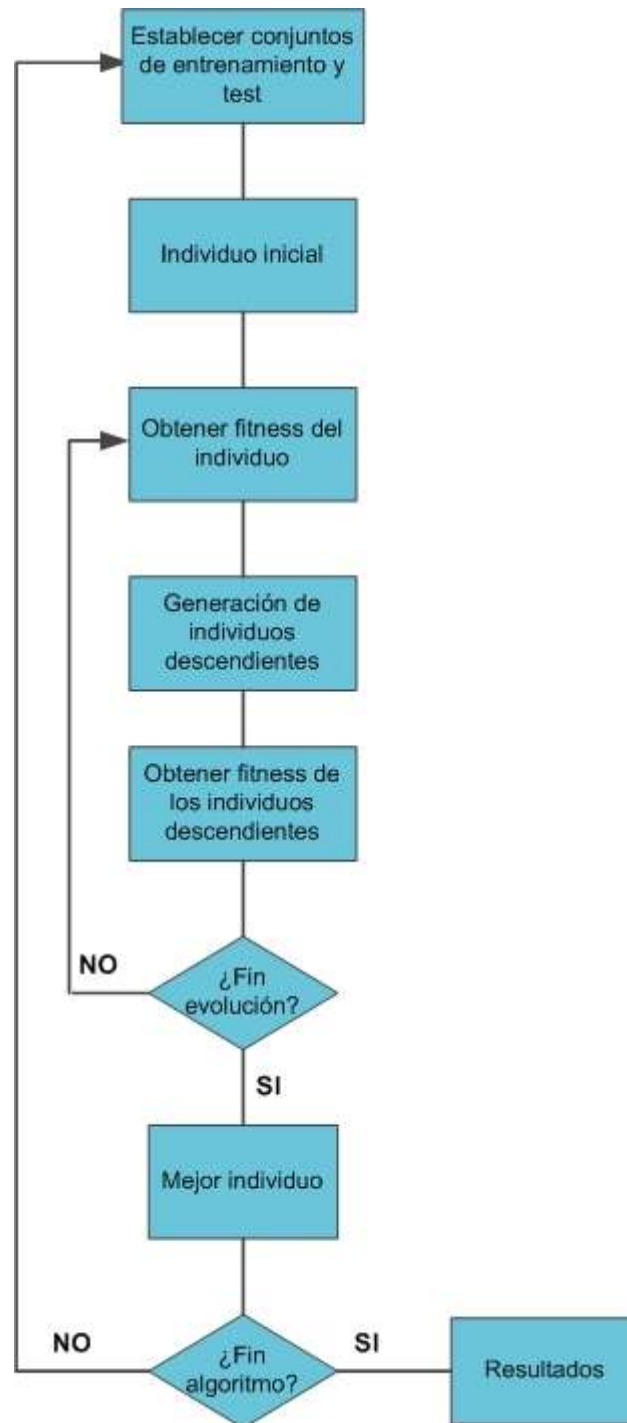 Establecer conjuntos
de entrenamiento y
test
Individuo inicial
Obtener fitness del
individuo
Generación de
individuos
descendientes
Obtener fitness de
los individuos
descendientes
NO
¿Fin
evolución?
SI
Mejor individuo
NO
¿Fin
algoritmo?
SI
Resultados